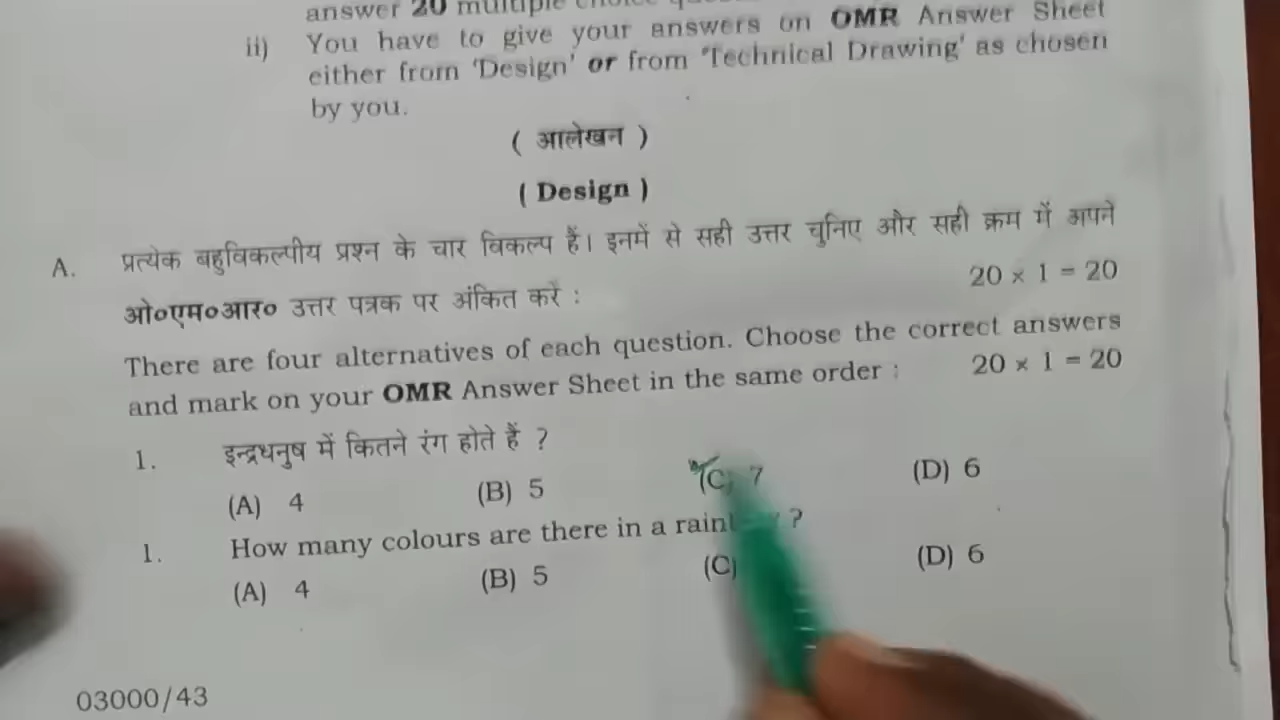 answer 20 multiple choice
ii) You have to give your answers on OMR Answer Sheet
either from 'Design' or from 'Technical Drawing' as chosen
by you.
( आलेखन )
( Design )
A. प्रत्येक बहुविकल्पीय प्रश्न के चार विकल्प हैं। इनमें से सही उत्तर चुनिए और सही क्रम में अपने
ओ०एम०आर० उत्तर पत्रक पर अंकित करें : 20 × 1 = 20
There are four alternatives of each question. Choose the correct answers
and mark on your OMR Answer Sheet in the same order : 20 × 1 = 20
1. इन्द्रधनुष में कितने रंग होते हैं ?
(A) 4 (B) 5 (C) 7 (D) 6
1. How many colours are there in a ?
(A) 4 (B) 5 (C) (D) 6
03000/43